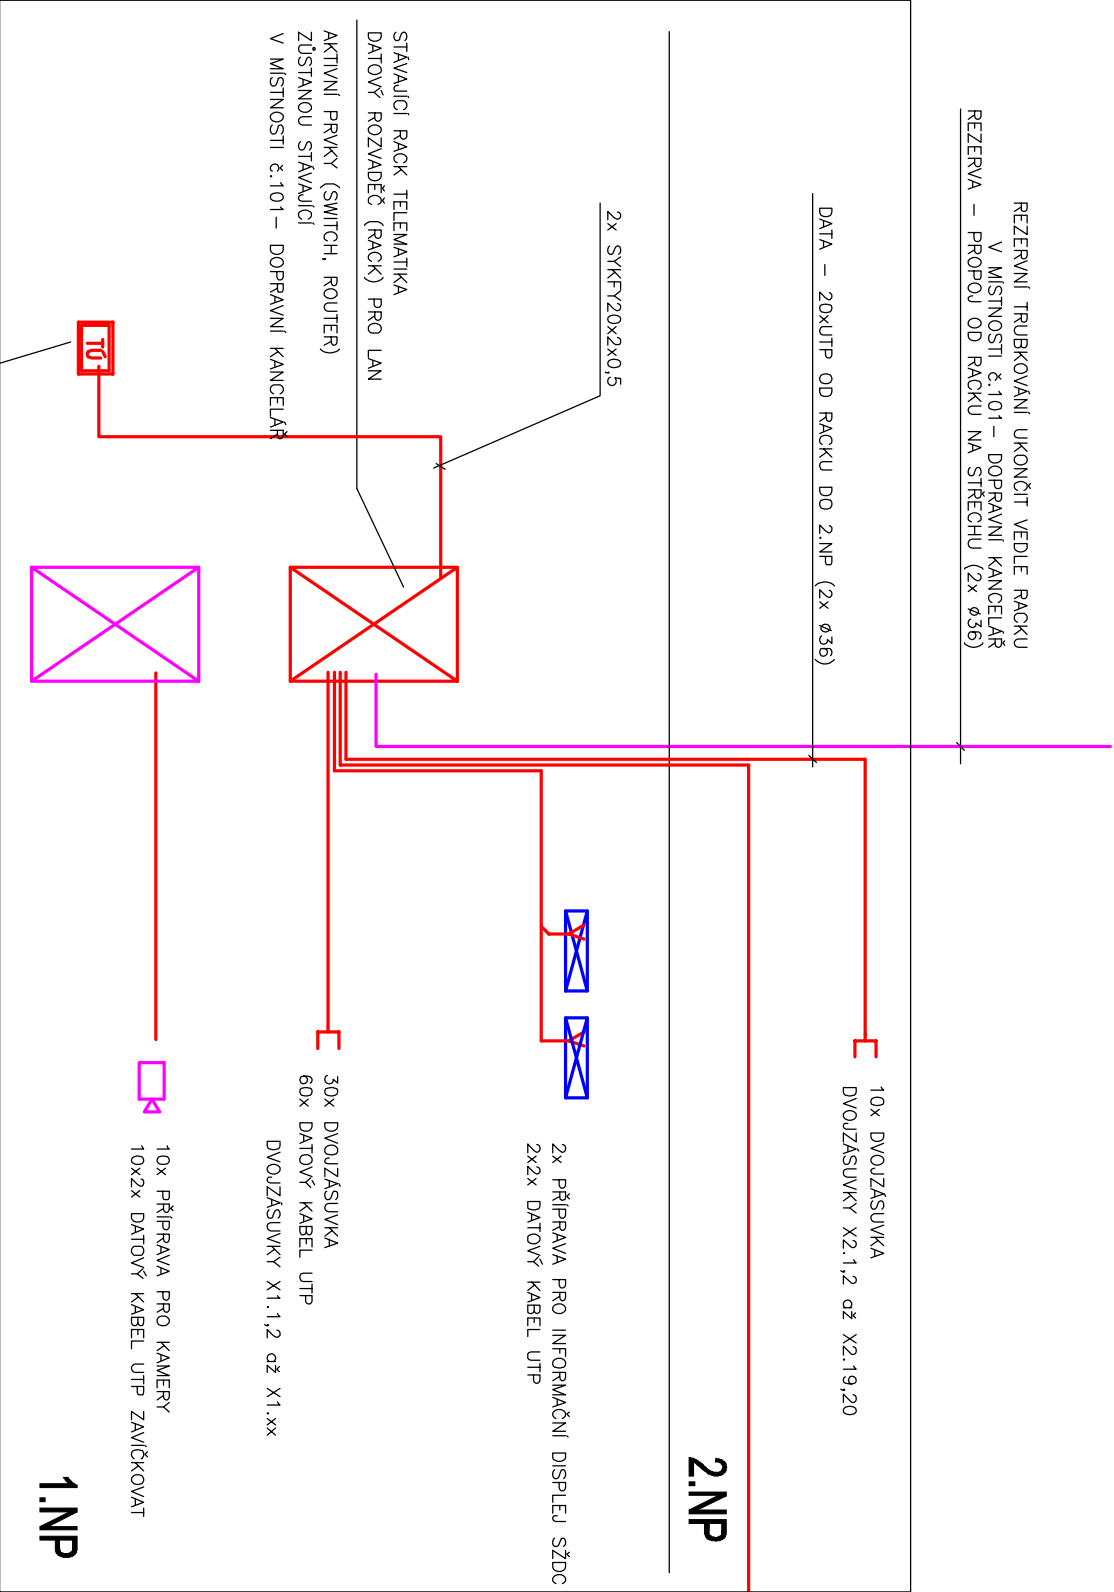 REZERVNÍ TRUBKOVÁNÍ UKONČIT VEDLE RACKU
V MÍSTNOSTI č.101– DOPRAVNÍ KANCELÁŘ
REZERVA – PROPOJ OD RACKU NA STŘECHU (2x ø36)
DATA – 20xUTP OD RACKU DO 2.NP (2x ø36)
10x DVOJZÁSUVKA
DVOJZÁSUVKY X2.1,2 až X2.19,20
2.NP
2x SYKFY20x2x0,5
2x PŘÍPRAVA PRO INFORMAČNÍ DISPLEJ SŽDC
2x2x DATOVÝ KABEL UTP
STÁVAJÍCÍ RACK TELEMATIKA
DATOVÝ ROZVADĚČ (RACK) PRO LAN
AKTIVNÍ PRVKY (SWITCH, ROUTER)
ZŮSTANOU STÁVAJÍCÍ
V MÍSTNOSTI č.101– DOPRAVNÍ KANCELÁŘ
30x DVOJZÁSUVKA
60x DATOVÝ KABEL UTP
DVOJZÁSUVKY X1.1,2 až X1.xx
TÚ
10x PŘÍPRAVA PRO KAMERY
10x2x DATOVÝ KABEL UTP ZAVÍČKOVAT
1.NP